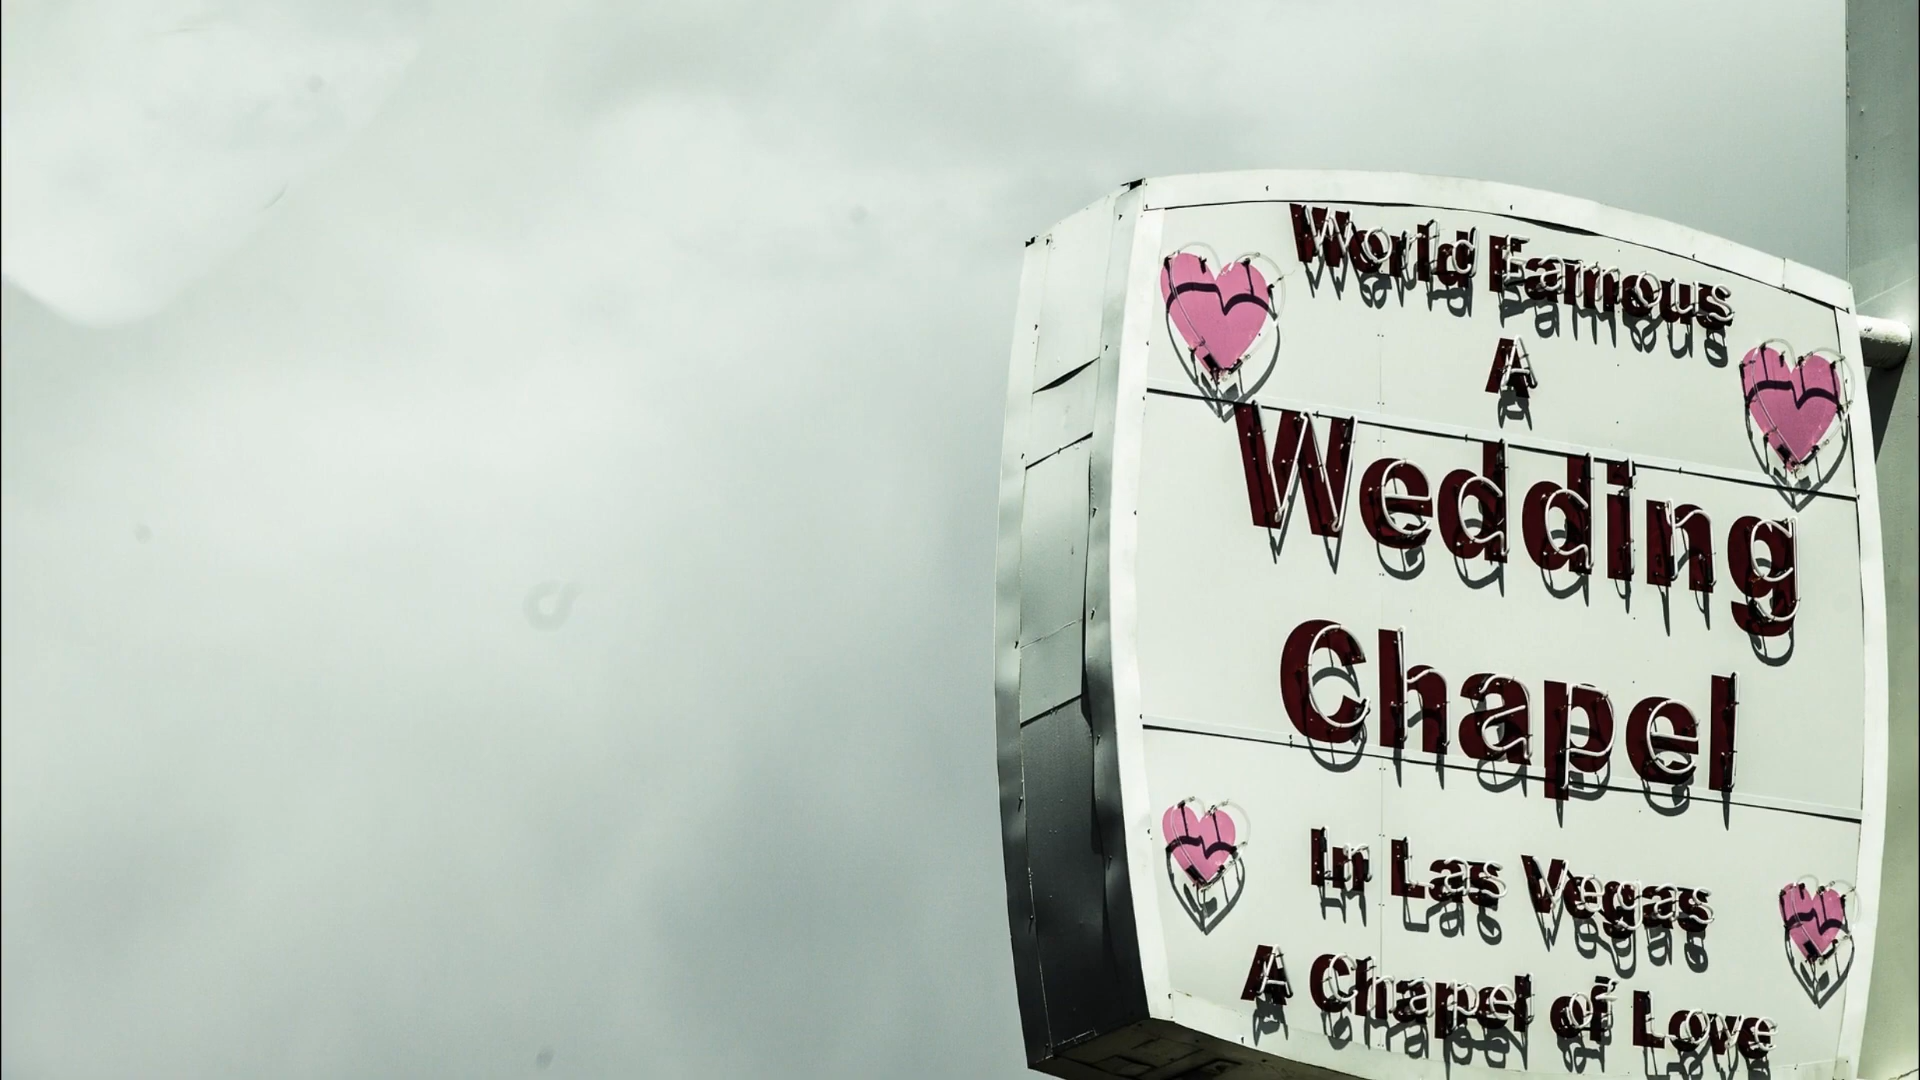 World Famous
A
Wedding
Chapel
In Las Vegas
A Chapel of Love